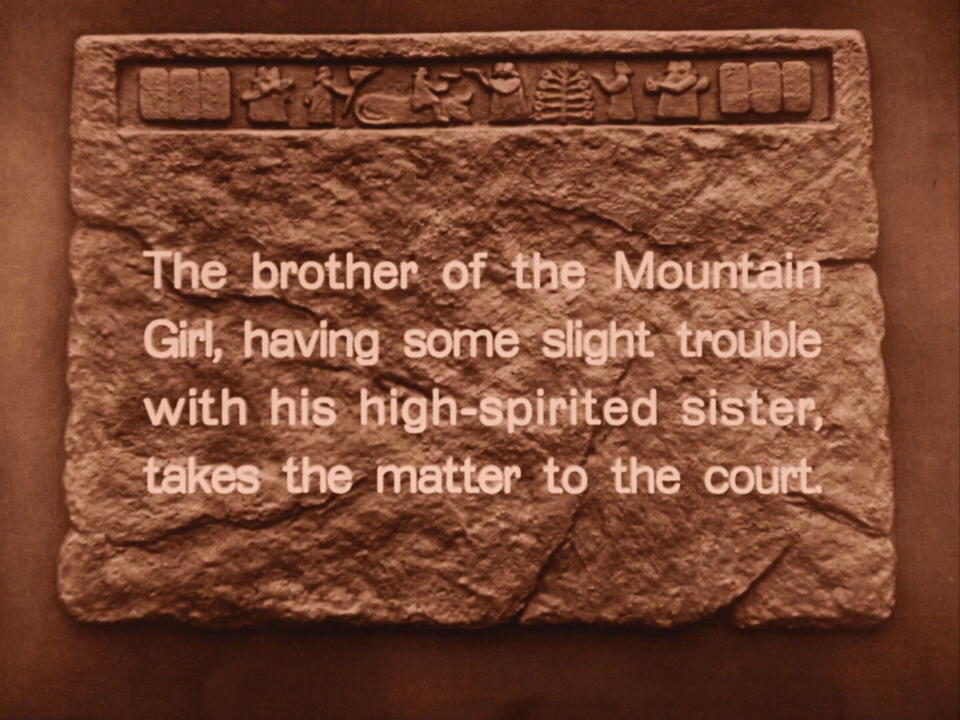 The brother of the Mountain
Girl, having some slight trouble
with his high-spirited sister,
takes the matter to the court.